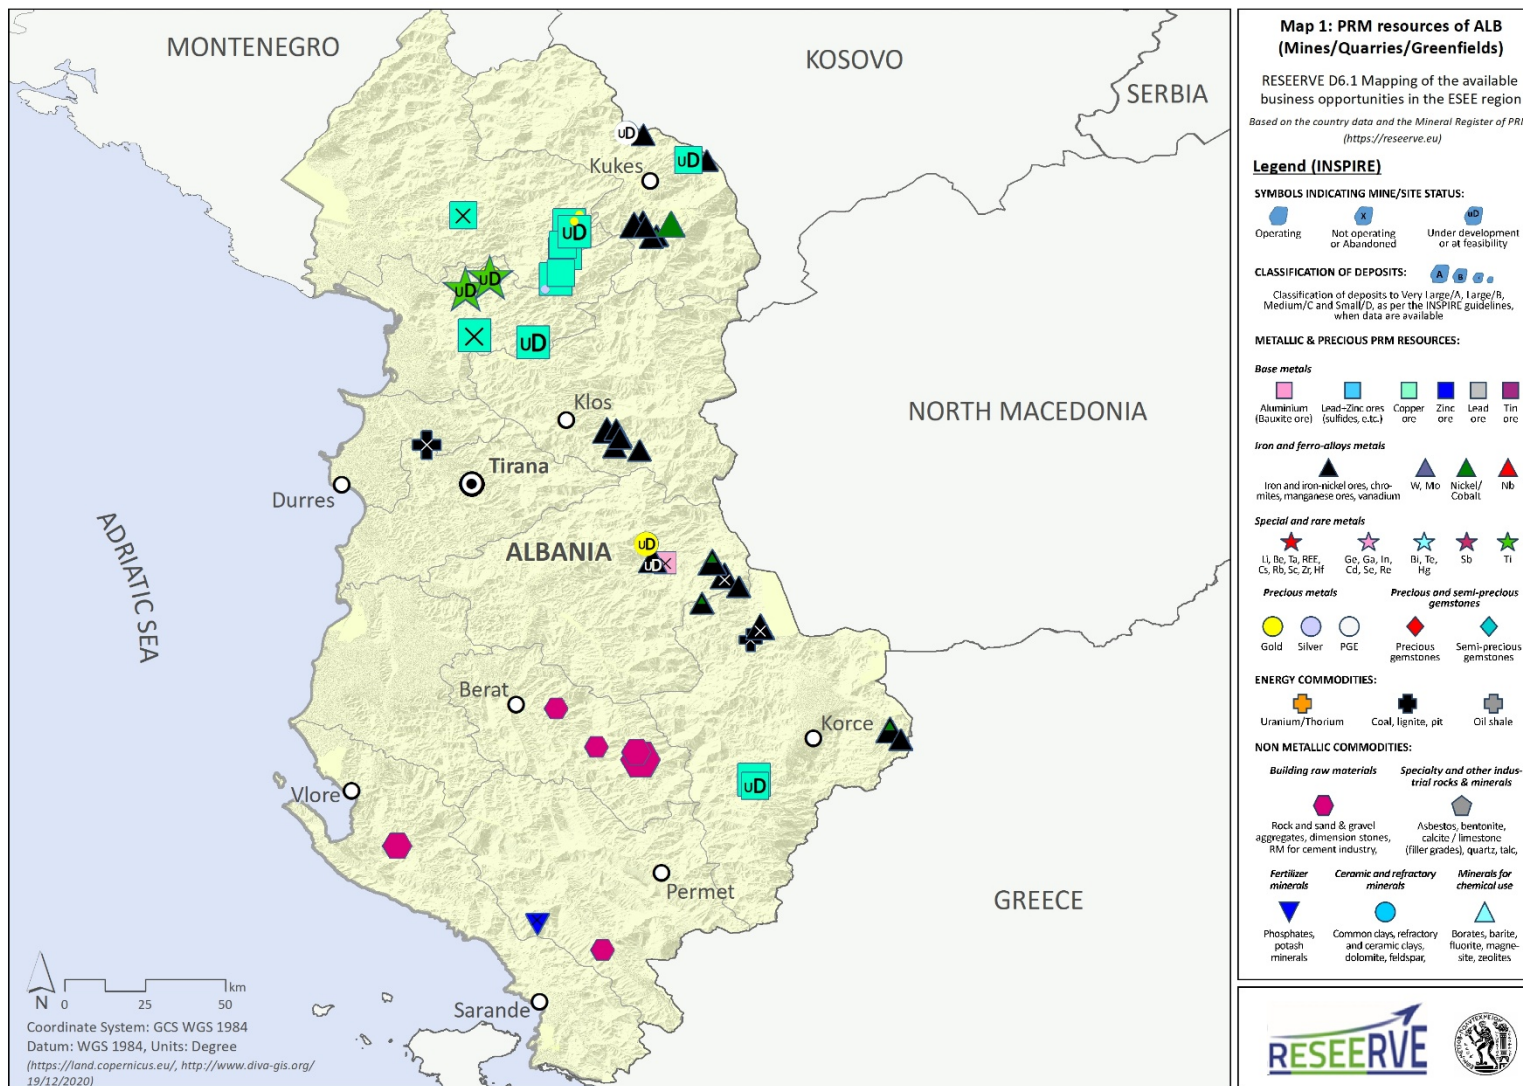 MONTENEGRO
KOSOVO
SERBIA
uD
uD
Kukes
X
uD
uD
uD
X
uD
Klos
NORTH MACEDONIA
Tirana
Durres
ADRIATIC SEA
ALBANIA
uD
uD
Berat
Korce
uD
Vlore
Permet
GREECE
Sarande
N
0 25 50
km
Coordinate System: GCS WGS 1984
Datum: WGS 1984, Units: Degree
(https://land.copernicus.eu/, http://www.diva-gis.org/
19/12/2020)
Map 1: PRM resources of ALB
(Mines/Quarries/Greenfields)
RESEERVE D6.1 Mapping of the available
business opportunities in the ESEE region
Based on the country data and the Mineral Register of PRM
(https://reseerve.eu)
Legend (INSPIRE)
SYMBOLS INDICATING MINE/SITE STATUS:
X
uD
Operating
Not operating
or Abandoned
Under development
or at feasibility
CLASSIFICATION OF DEPOSITS:
A
B
Classification of deposits to Very Large/A, Large/B,
Medium/C and Small/D, as per the INSPIRE guidelines,
when data are available
METALLIC & PRECIOUS PRM RESOURCES:
Base metals
Aluminium
(Bauxite ore)
Lead-Zinc ores
(sulfides, e.tc.)
Copper
ore
Zinc
ore
Lead
ore
Tin
ore
Iron and ferro-alloys metals
Iron and iron-nickel ores, chro-
mites, manganese ores, vanadium
W, Mo
Nickel/
Cobalt
Nb
Special and rare metals
Li, Be, Ta, REE,
Cs, Rb, Sc, Zr, Hf
Ge, Ga, In,
Cd, Se, Re
Bi, Te,
Hg
Sb
Ti
Precious metals
Precious and semi-precious
gemstones
Gold
Silver
PGE
Precious
gemstones
Semi-precious
gemstones
ENERGY COMMODITIES:
Uranium/Thorium
Coal, lignite, pit
Oil shale
NON METALLIC COMMODITIES:
Building raw materials
Specialty and other indus-
trial rocks & minerals
Rock and sand & gravel
aggregates, dimension stones,
RM for cement industry,
Asbestos, bentonite,
calcite / limestone
(filler grades), quartz, talc,
Fertilizer
minerals
Ceramic and refractory
minerals
Minerals for
chemical use
Phosphates,
potash
minerals
Common clays, refractory
and ceramic clays,
dolomite, feldspar,
Borates, barite,
fluorite, magne-
site, zeolites
RESEERVE